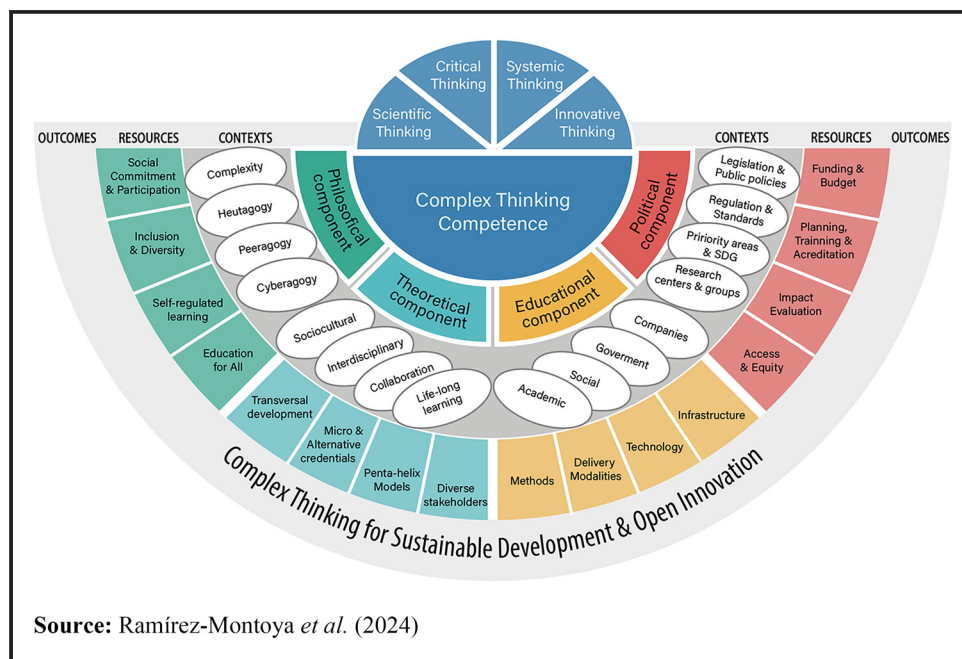 Critical
Thinking
Systemic
Thinking
Scientific
Thinking
Innovative
Thinking
OUTCOMES
RESOURCES
CONTEXTS
CONTEXTS
RESOURCES
OUTCOMES
Complex Thinking
Competence
Philosofical
component
Theoretical
component
Educational
component
Political
component
Complexity
Heutagogy
Peeragogy
Cyberagogy
Sociocultural
Interdisciplinary
Collaboration
Life-long
learning
Academic
Social
Goverment
Companies
Research
centers & groups
Pririority areas
& SDG
Regulation &
Standards
Legislation &
Public policies
Social
Commitment
& Participation
Inclusion
& Diversity
Self-regulated
learning
Education
for All
Transversal
development
Micro &
Alternative
credentials
Penta-helix
Models
Diverse
stakeholders
Methods
Delivery
Modalities
Technology
Infrastructure
Access
& Equity
Impact
Evaluation
Planning,
Trainning &
Acreditation
Funding &
Budget
Complex Thinking for Sustainable Development & Open Innovation
Source: Ramírez-Montoya et al. (2024)